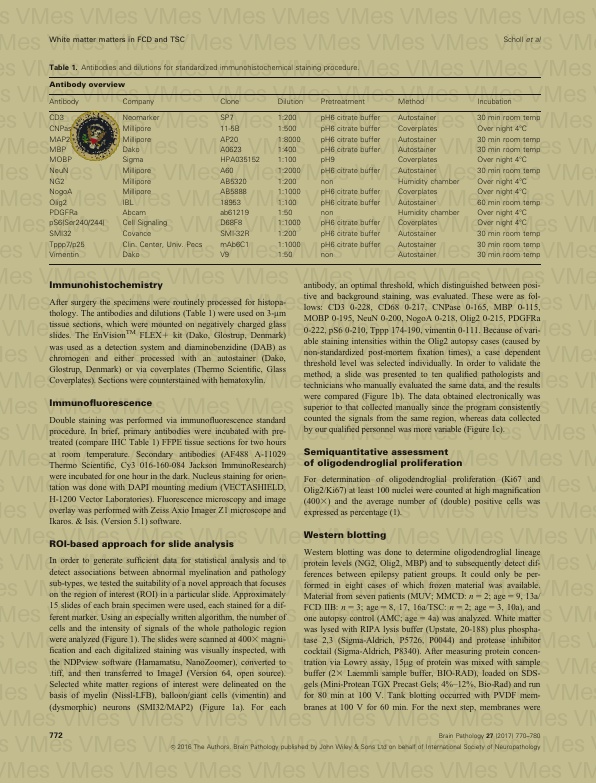 White matter matters in FCD and TSC
Scholl et al
Table 1. Antibodies and dilutions for standardized immunohistochemical staining procedure.
Antibody overview
Antibody Company Clone Dilution Pretreatment Method Incubation
CD3 Neomarker SP7 1:200 pH6 citrate buffer Autostainer 30 min room temp
CNPase Millipore 11-5B 1:500 pH6 citrate buffer Coverplates Over night 4°C
MAP2 Millipore AP20 1:8000 pH6 citrate buffer Autostainer 30 min room temp
MBP Dako A0623 1:400 pH6 citrate buffer Autostainer 30 min room temp
MOBP Sigma HPA035152 1:100 pH9 Coverplates Over night 4°C
NeuN Millipore A60 1:2000 pH6 citrate buffer Autostainer 30 min room temp
NG2 Millipore AB5320 1:200 non Humidity chamber Over night 4°C
NogoA Millipore AB5888 1:1000 pH6 citrate buffer Coverplates Over night 4°C
Olig2 IBL 18953 1:100 pH6 citrate buffer Autostainer 60 min room temp
PDGFRa Abcam ab61219 1:50 non Humidity chamber Over night 4°C
pS6(Ser240/244) Cell Signaling D68F8 1:1000 pH6 citrate buffer Coverplates Over night 4°C
SMI32 Covance SMI-32R 1:200 pH6 citrate buffer Autostainer 30 min room temp
Tppp7/p25 Clin. Center, Univ. Pecs mAb6C1 1:1000 pH6 citrate buffer Autostainer 30 min room temp
Vimentin Dako V9 1:50 non Autostainer 30 min room temp
Immunohistochemistry
After surgery the specimens were routinely processed for histopa-
thology. The antibodies and dilutions (Table 1) were used on 3-μm
tissue sections, which were mounted on negatively charged glass
slides. The EnVision™ FLEX+ kit (Dako, Glostrup, Denmark)
was used as a detection system and diaminobenzidine (DAB) as
chromogen and either processed with an autostainer (Dako,
Glostrup, Denmark) or via coverplates (Thermo Scientific, Glass
Coverplates). Sections were counterstained with hematoxylin.
Immunofluorescence
Double staining was performed via immunofluorescence standard
procedure. In brief, primary antibodies were incubated with pre-
treated (compare IHC Table 1) FFPE tissue sections for two hours
at room temperature. Secondary antibodies (AF488 A-11029
Thermo Scientific, Cy3 016-160-084 Jackson ImmunoResearch)
were incubated for one hour in the dark. Nucleus staining for orien-
tation was done with DAPI mounting medium (VECTASHIELD,
H-1200 Vector Laboratories). Fluorescence microscopy and image
overlay was performed with Zeiss Axio Imager Z1 microscope and
Ikaros. & Isis. (Version 5.1) software.
ROI-based approach for slide analysis
In order to generate sufficient data for statistical analysis and to
detect associations between abnormal myelination and pathology
sub-types, we tested the suitability of a novel approach that focuses
on the region of interest (ROI) in a particular slide. Approximately
15 slides of each brain specimen were used, each stained for a dif-
ferent marker. Using an especially written algorithm, the number of
cells and the intensity of signals of the whole pathologic region
were analyzed (Figure 1). The slides were scanned at 400× magni-
fication and each digitalized staining was visually inspected, with
the NDPview software (Hamamatsu, NanoZoomer), converted to
.tiff, and then transferred to ImageJ (Version 64, open source).
Selected white matter regions of interest were delineated on the
basis of myelin (Nissl-LFB), balloon/giant cells (vimentin) and
(dysmorphic) neurons (SMI32/MAP2) (Figure 1a). For each
antibody, an optimal threshold, which distinguished between posi-
tive and background staining, was evaluated. These were as fol-
lows: CD3 0-228, CD68 0-217, CNPase 0-165, MBP 0-115,
MOBP 0-195, NeuN 0-200, NogoA 0-218, Olig2 0-215, PDGFRa
0-222, pS6 0-210, Tppp 174-190, vimentin 0-111. Because of vari-
able staining intensities within the Olig2 autopsy cases (caused by
non-standardized post-mortem fixation times), a case dependent
threshold level was selected individually. In order to validate the
method, a slide was presented to ten qualified pathologists and
technicians who manually evaluated the same data, and the results
were compared (Figure 1b). The data obtained electronically was
superior to that collected manually since the program consistently
counted the signals from the same region, whereas data collected
by our qualified personnel was more variable (Figure 1c).
Semiquantitative assessment
of oligodendroglial proliferation
For determination of oligodendroglial proliferation (Ki67 and
Olig2/Ki67) at least 100 nuclei were counted at high magnification
(400×) and the average number of (double) positive cells was
expressed as percentage (1).
Western blotting
Western blotting was done to determine oligodendroglial lineage
protein levels (NG2, Olig2, MBP) and to subsequently detect dif-
ferences between epilepsy patient groups. It could only be per-
formed in eight cases of which frozen material was available.
Material from seven patients (MUV; MMCD: n = 2; age = 9, 13a/
FCD IIB: n = 3; age = 8, 17, 16a/TSC: n = 2; age = 3, 10a), and
one autopsy control (AMC; age = 4a) was analyzed. White matter
was lysed with RIPA lysis buffer (Upstate, 20-188) plus phospha-
tase 2,3 (Sigma-Aldrich, P5726, P0044) and protease inhibitor
cocktail (Sigma-Aldrich, P8340). After measuring protein concen-
tration via Lowry assay, 15μg of protein was mixed with sample
buffer (2× Laemmli sample buffer, BIO-RAD), loaded on SDS-
gels (Mini-Protean TGX Precast Gels; 4%–12%, Bio-Rad) and run
for 80 min at 100 V. Tank blotting occurred with PVDF mem-
branes at 100 V for 60 min. For the next step, membranes were
772
Brain Pathology 27 (2017) 770–780
© 2016 The Authors. Brain Pathology published by John Wiley & Sons Ltd on behalf of International Society of Neuropathology